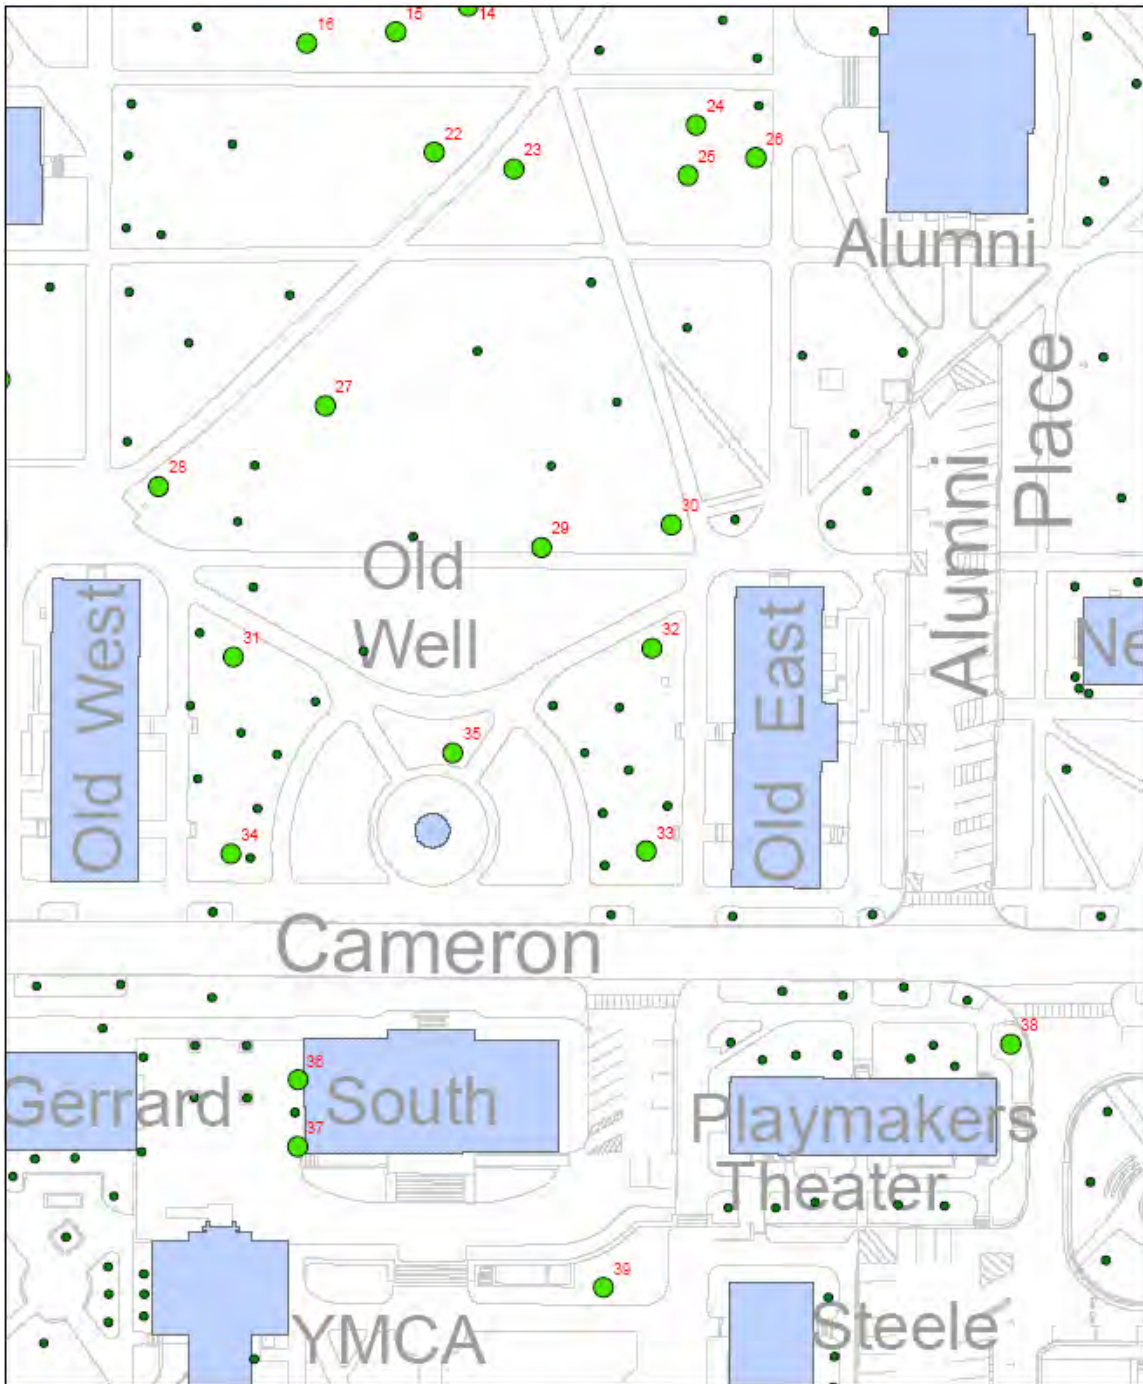 14
15
16
24
22
23
25
26
Alumni
27
28
30
29
Old
Well
Old West
31
32
Old East
Alumni
Place
Ne
35
34
33
Cameron
38
36
Gerrard
South
37
Playmakers
Theater
39
YMCA
Steele